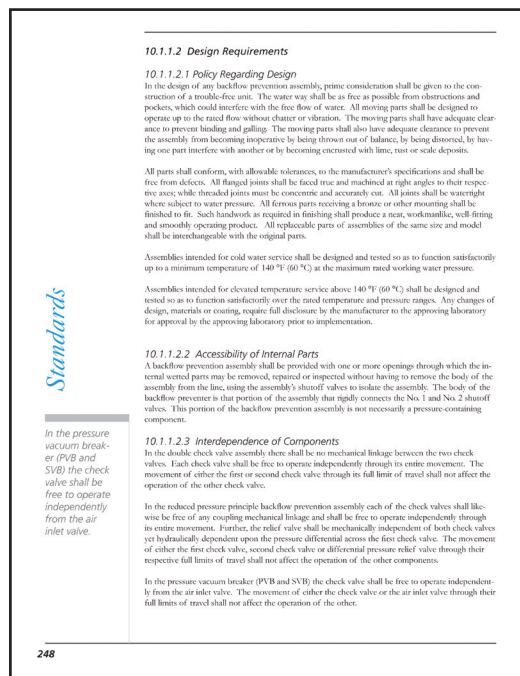 10.1.1.2 Design Requirements
10.1.1.2.1 Policy Regarding Design
In the design of any backflow prevention assembly, prime consideration shall be given to the con-
struction of a trouble-free unit. The water way shall be as free as possible from obstructions and
pockets, which could interfere with the free flow of water. All moving parts shall be designed to
operate up to the rated flow without chatter or vibration. The moving parts shall have adequate clear-
ance to prevent binding and galling. The moving parts shall also have adequate clearance to prevent
the assembly from becoming inoperative by being thrown out of balance, by being distorted, by hav-
ing one part interfere with another or by becoming encrusted with lime, rust or scale deposits.
All parts shall conform, with allowable tolerances, to the manufacturer's specifications and shall be
free from defects. All flanged joints shall be faced true and machined at right angles to their respec-
tive axes; while threaded joints must be concentric and accurately cut. All joints shall be watertight
where subject to water pressure. All ferrous parts receiving a bronze or other mounting shall be
finished to fit. Such handwork as required in finishing shall produce a neat, workmanlike, well-fitting
and smoothly operating product. All replaceable parts of assemblies of the same size and model
shall be interchangeable with the original parts.
Assemblies intended for cold water service shall be designed and tested so as to function satisfactorily
up to a minimum temperature of 140 °F (60 °C) at the maximum rated working water pressure.
Assemblies intended for elevated temperature service above 140 °F (60 °C) shall be designed and
tested so as to function satisfactorily over the rated temperature and pressure ranges. Any changes of
design, materials or coating, require full disclosure by the manufacturer to the approving laboratory
for approval by the approving laboratory prior to implementation.
10.1.1.2.2 Accessibility of Internal Parts
A backflow prevention assembly shall be provided with one or more openings through which the in-
ternal wetted parts may be removed, repaired or inspected without having to remove the body of the
assembly from the line, using the assembly's shutoff valves to isolate the assembly. The body of the
backflow preventer is that portion of the assembly that rigidly connects the No. 1 and No. 2 shutoff
valves. This portion of the backflow prevention assembly is not necessarily a pressure-containing
component.
10.1.1.2.3 Interdependence of Components
In the double check valve assembly there shall be no mechanical linkage between the two check
valves. Each check valve shall be free to operate independently through its entire movement. The
movement of either the first or second check valve through its full limit of travel shall not affect the
operation of the other check valve.
In the reduced pressure principle backflow prevention assembly each of the check valves shall like-
wise be free of any coupling mechanical linkage and shall be free to operate independently through
its entire movement. Further, the relief valve shall be mechanically independent of both check valves
yet hydraulically dependent upon the pressure differential across the first check valve. The movement
of either the first check valve, second check valve or differential pressure relief valve through their
respective full limits of travel shall not affect the operation of the other components.
In the pressure vacuum breaker (PVB and SVB) the check valve shall be free to operate independent-
ly from the air inlet valve. The movement of either the check valve or the air inlet valve through their
full limits of travel shall not affect the operation of the other.
Standards
In the pressure
vacuum break-
er (PVB and
SVB) the check
valve shall be
free to operate
independently
from the air
inlet valve.
248